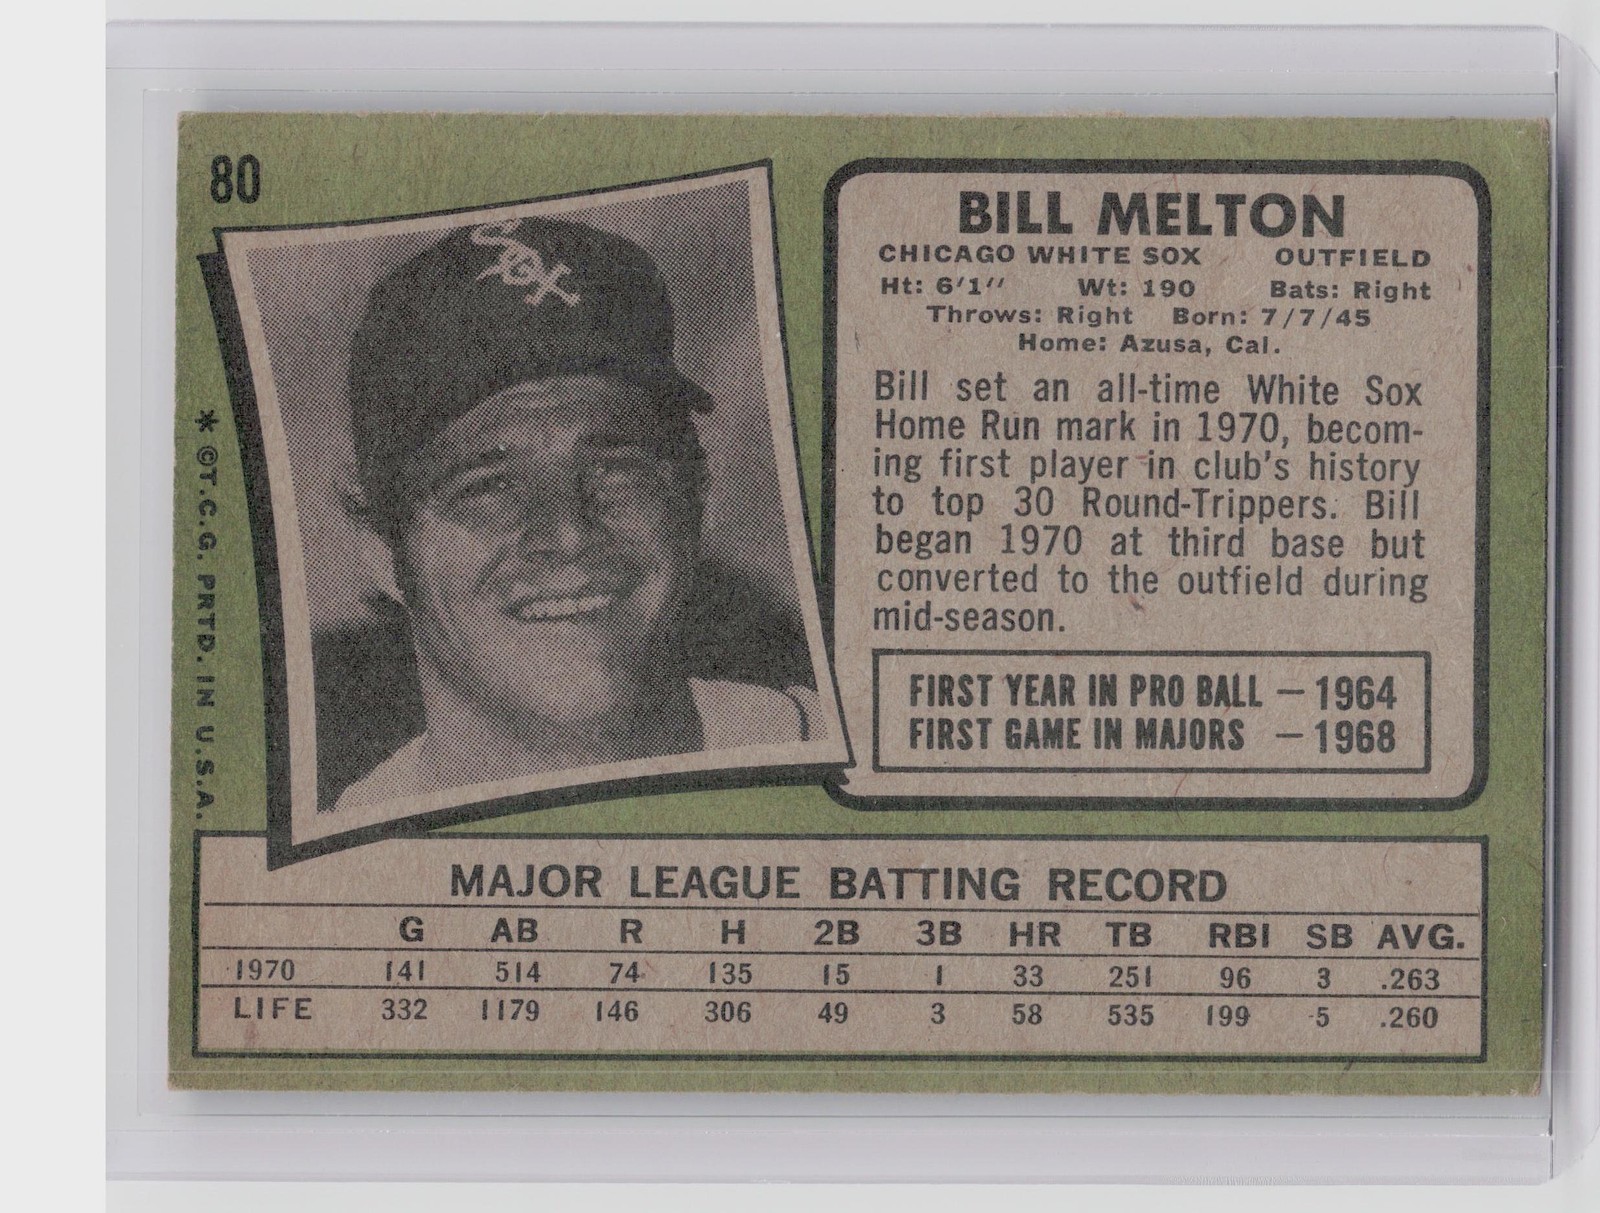 80
BILL MELTON
CHICAGO WHITE SOX OUTFIELD
Ht: 6'1" Wt: 190 Bats: Right
Throws: Right Born: 7/7/45
Home: Azusa, Cal.
Bill set an all-time White Sox
Home Run mark in 1970, becom-
ing first player in club's history
to top 30 Round-Trippers. Bill
began 1970 at third base but
converted to the outfield during
mid-season.
FIRST YEAR IN PRO BALL — 1964
FIRST GAME IN MAJORS — 1968
SOX
* ©T.C.G. PRTD. IN U.S.A.
MAJOR LEAGUE BATTING RECORD
G AB R H 2B 3B HR TB RBI SB AVG.
1970 141 514 74 135 15 1 33 251 96 3 .263
LIFE 332 1179 146 306 49 3 58 535 199 5 .260